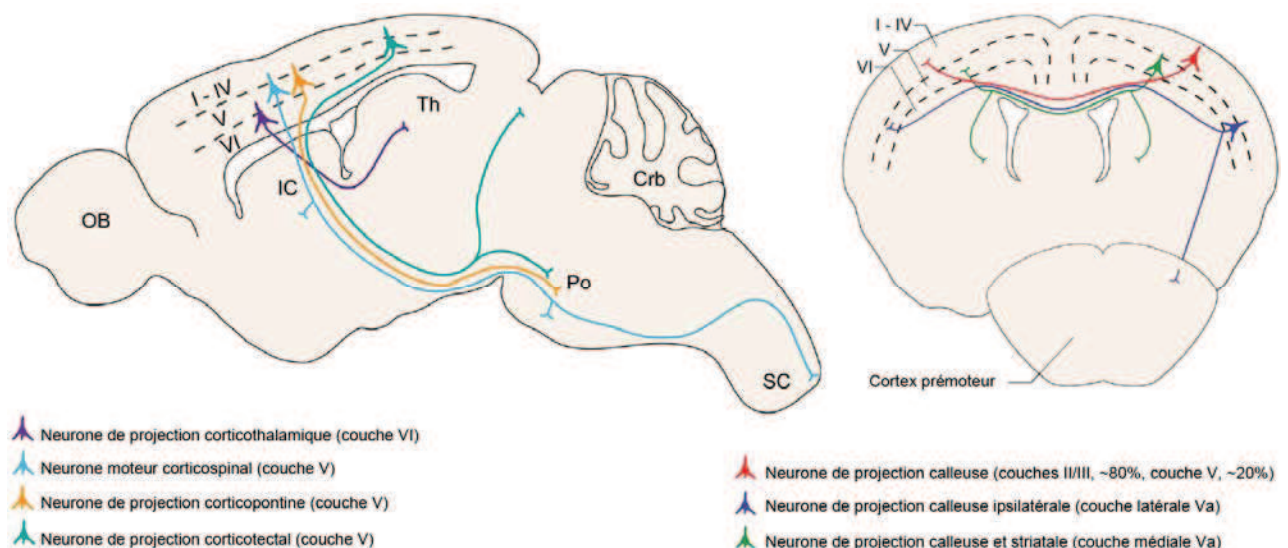 I - IV
V
VI
Th
IC
OB
Crb
Po
SC
I - IV
V
VI
Cortex prémoteur
Neurone de projection corticothalamique (couche VI)
Neurone moteur corticospinal (couche V)
Neurone de projection corticopontine (couche V)
Neurone de projection corticotectal (couche V)
Neurone de projection calleuse (couches II/III, ~80%, couche V, ~20%)
Neurone de projection calleuse ipsilatérale (couche latérale Va)
Neurone de projection calleuse et striatale (couche médiale Va)